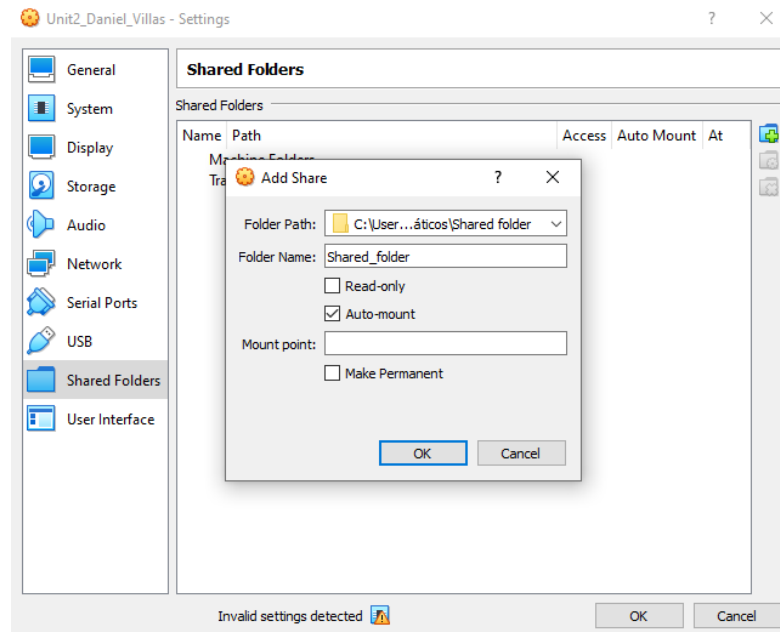 Unit2_Daniel_Villas - Settings
General
System
Display
Storage
Audio
Network
Serial Ports
USB
Shared Folders
User Interface
Shared Folders
Shared Folders
Name Path Access Auto Mount At
Add Share
Folder Path: C:\User...áticos\Shared folder
Folder Name: Shared_folder
Read-only
Auto-mount
Mount point:
Make Permanent
OK Cancel
Invalid settings detected OK Cancel